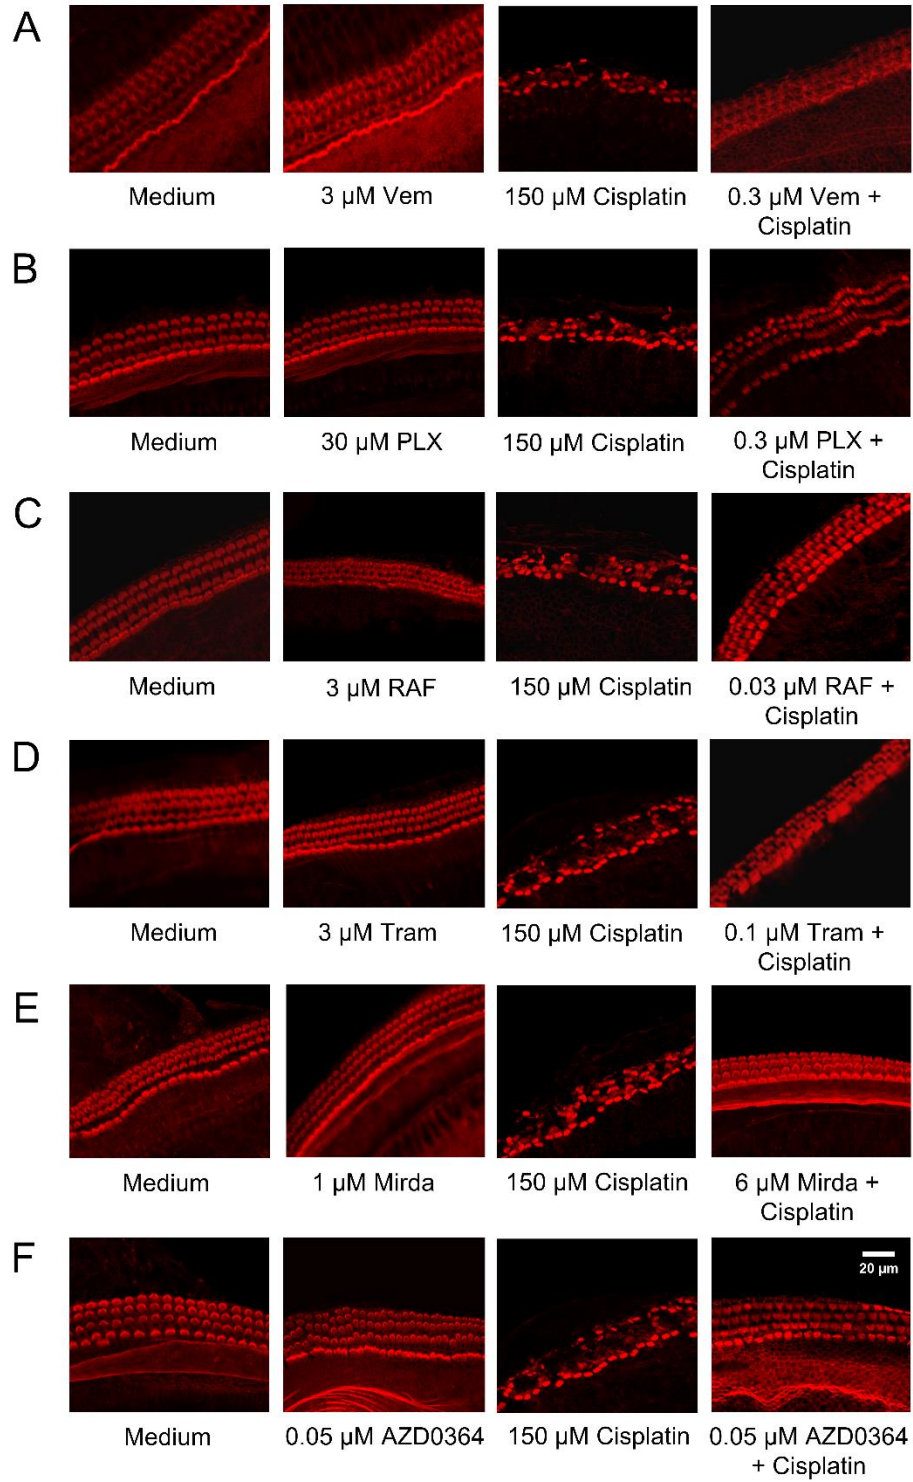 A
Medium
3 µM Vem
150 µM Cisplatin
0.3 µM Vem +
Cisplatin
B
Medium
30 µM PLX
150 µM Cisplatin
0.3 µM PLX +
Cisplatin
C
Medium
3 µM RAF
150 µM Cisplatin
0.03 µM RAF +
Cisplatin
D
Medium
3 µM Tram
150 µM Cisplatin
0.1 µM Tram +
Cisplatin
E
Medium
1 µM Mirda
150 µM Cisplatin
6 µM Mirda +
Cisplatin
F
20 µm
Medium
0.05 µM AZD0364
150 µM Cisplatin
0.05 µM AZD0364
+ Cisplatin